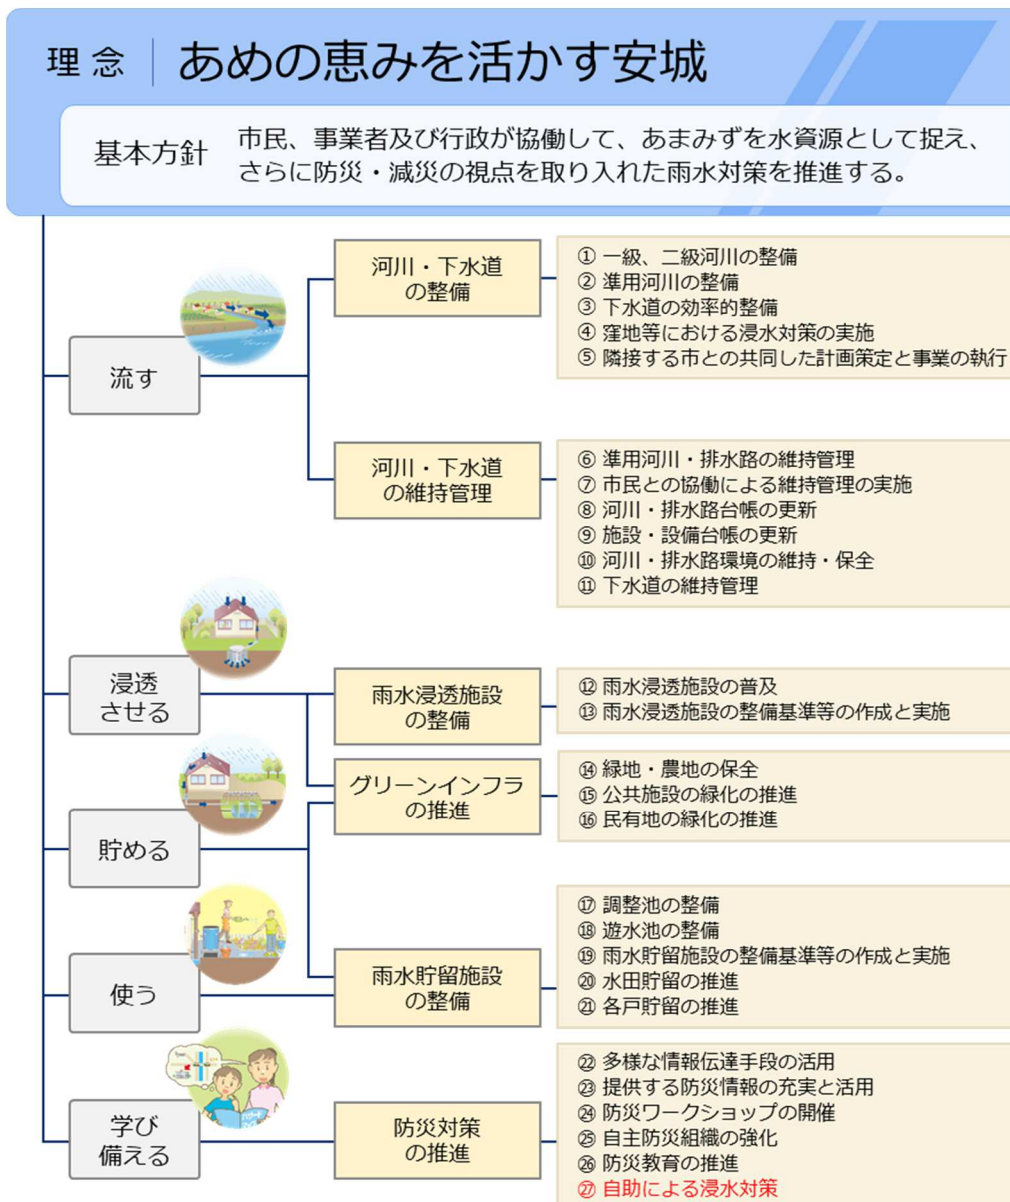 理念 あめの恵みを活かす安城
基本方針 市民、事業者及び行政が協働して、あまみずを水資源として捉え、
さらに防災・減災の視点を取り入れた雨水対策を推進する。
流す
河川・下水道
の整備
① 一級、二級河川の整備
② 準用河川の整備
③ 下水道の効率的整備
④ 窪地等における浸水対策の実施
⑤ 隣接する市との共同した計画策定と事業の執行
河川・下水道
の維持管理
⑥ 準用河川・排水路の維持管理
⑦ 市民との協働による維持管理の実施
⑧ 河川・排水路台帳の更新
⑨ 施設・設備台帳の更新
⑩ 河川・排水路環境の維持・保全
⑪ 下水道の維持管理
浸透
させる
雨水浸透施設
の整備
⑫ 雨水浸透施設の普及
⑬ 雨水浸透施設の整備基準等の作成と実施
グリーンインフラ
の推進
⑭ 緑地・農地の保全
⑮ 公共施設の緑化の推進
⑯ 民有地の緑化の推進
貯める
使う
雨水貯留施設
の整備
⑰ 調整池の整備
⑱ 遊水池の整備
⑲ 雨水貯留施設の整備基準等の作成と実施
⑳ 水田貯留の推進
㉑ 各戸貯留の推進
学び
備える
防災対策
の推進
㉒ 多様な情報伝達手段の活用
㉓ 提供する防災情報の充実と活用
㉔ 防災ワークショップの開催
㉕ 自主防災組織の強化
㉖ 防災教育の推進
㉗ 自助による浸水対策